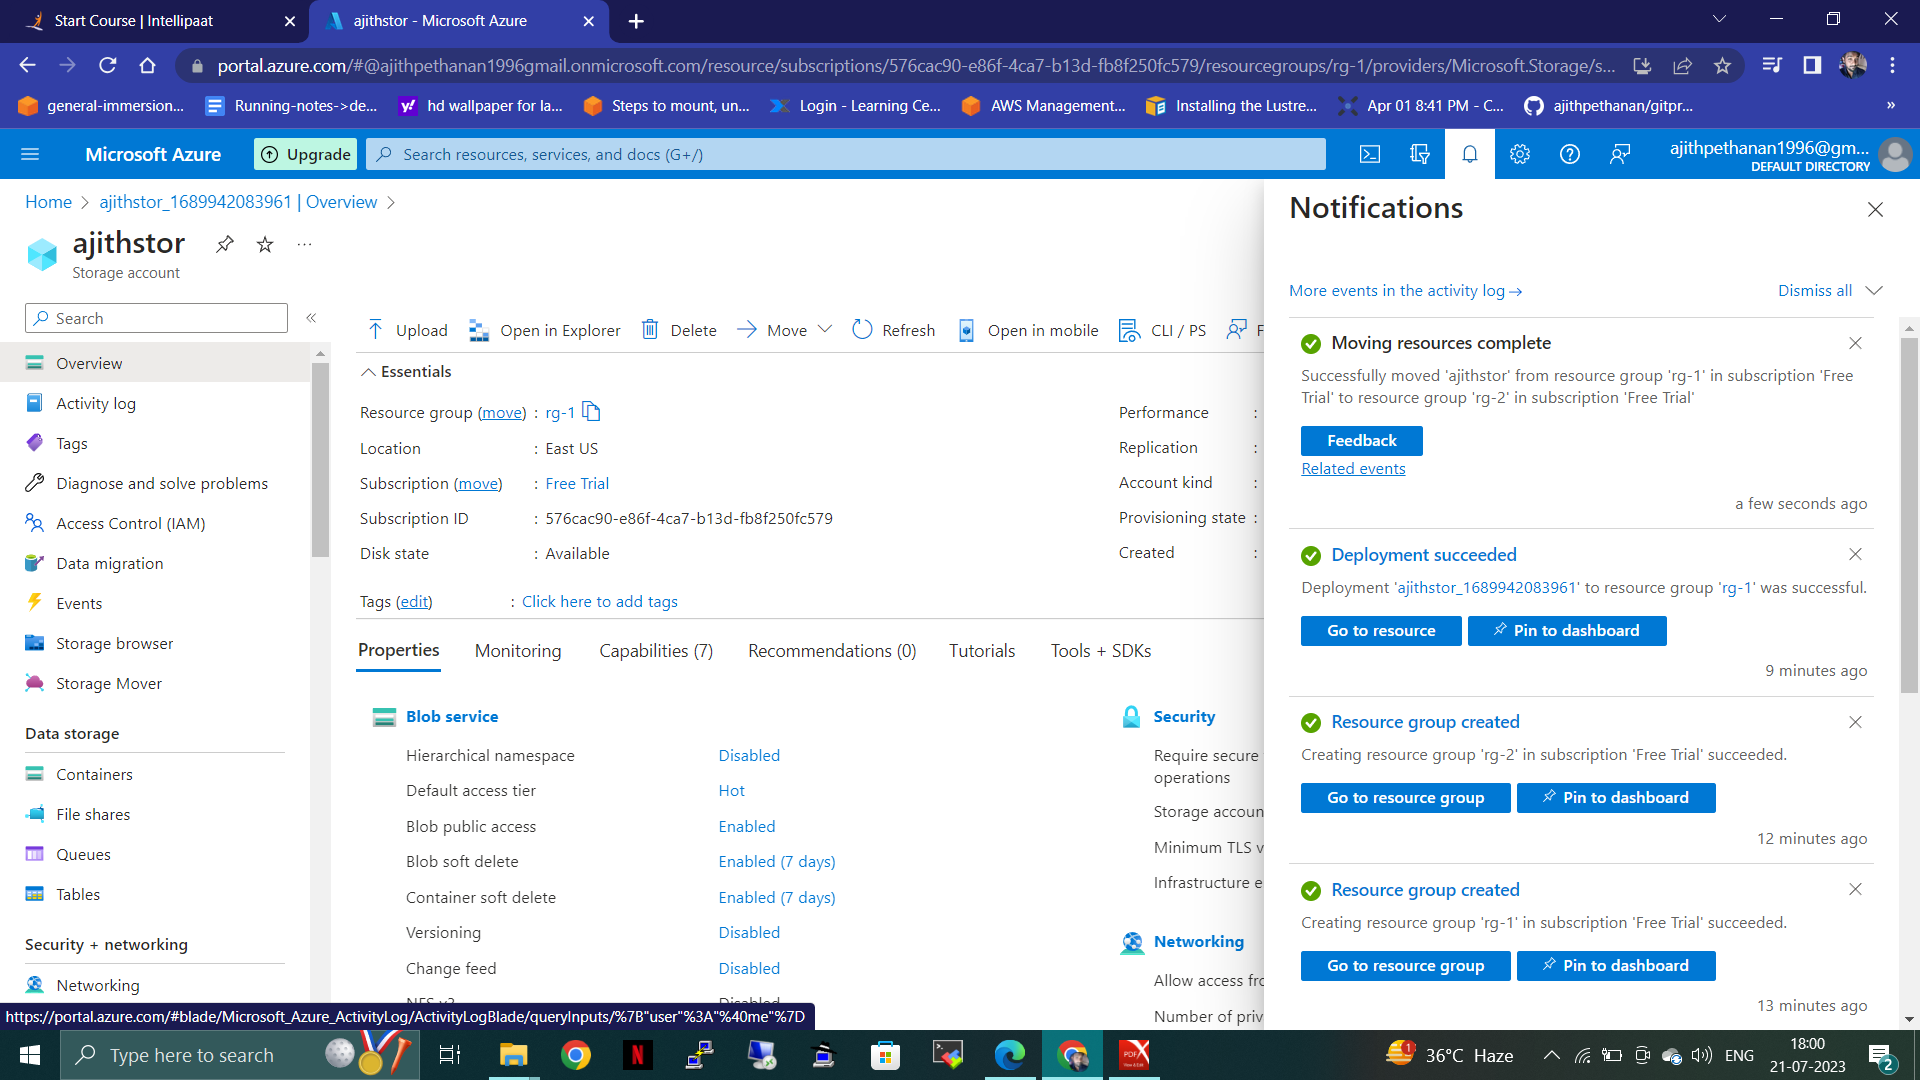 Start Course | Intellipaat
ajithstor - Microsoft Azure
portal.azure.com/#@ajithpethanan1996gmail.onmicrosoft.com/resource/subscriptions/576cac90-e86f-4ca7-b13d-fb8f250fc579/resourcegroups/rg-1/providers/Microsoft.Storage/s...
general-immersion... Running-notes->de... hd wallpaper for la... Steps to mount, un... Login - Learning Ce... AWS Management... Installing the Lustre... Apr 01 8:41 PM - C... ajithpethanan/gitpr... »
Microsoft Azure
Upgrade
Search resources, services, and docs (G+/)
ajithpethanan1996@gm...
DEFAULT DIRECTORY
Home > ajithstor_1689942083961 | Overview >
ajithstor
Storage account
Search
Overview
Activity log
Tags
Diagnose and solve problems
Access Control (IAM)
Data migration
Events
Storage browser
Storage Mover
Data storage
Containers
File shares
Queues
Tables
Security + networking
Networking
Upload Open in Explorer Delete Move Refresh Open in mobile CLI / PS F
Essentials
Resource group (move) : rg-1
Location : East US
Subscription (move) : Free Trial
Subscription ID : 576cac90-e86f-4ca7-b13d-fb8f250fc579
Disk state : Available
Performance :
Replication :
Account kind :
Provisioning state :
Created :
Tags (edit) : Click here to add tags
Properties Monitoring Capabilities (7) Recommendations (0) Tutorials Tools + SDKs
Blob service
Hierarchical namespace Disabled
Default access tier Hot
Blob public access Enabled
Blob soft delete Enabled (7 days)
Container soft delete Enabled (7 days)
Versioning Disabled
Change feed Disabled
NFS v3 Disabled
Security
Require secure
operations
Storage accoun
Minimum TLS v
Infrastructure e
Networking
Allow access fro
Number of priv
Notifications
More events in the activity log →
Dismiss all
Moving resources complete
Successfully moved 'ajithstor' from resource group 'rg-1' in subscription 'Free
Trial' to resource group 'rg-2' in subscription 'Free Trial'
Feedback
Related events
a few seconds ago
Deployment succeeded
Deployment 'ajithstor_1689942083961' to resource group 'rg-1' was successful.
Go to resource
Pin to dashboard
9 minutes ago
Resource group created
Creating resource group 'rg-2' in subscription 'Free Trial' succeeded.
Go to resource group
Pin to dashboard
12 minutes ago
Resource group created
Creating resource group 'rg-1' in subscription 'Free Trial' succeeded.
Go to resource group
Pin to dashboard
13 minutes ago
https://portal.azure.com/#blade/Microsoft_Azure_ActivityLog/ActivityLogBlade/queryInputs/%7B"user"%3A"%40me"%7D
Type here to search
36°C Haze
ENG
18:00
21-07-2023
2